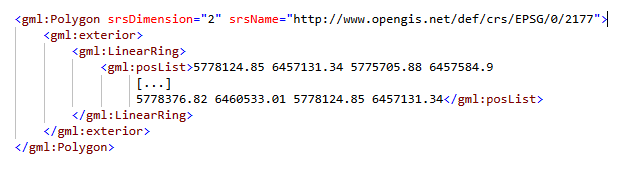 <gml:Polygon srsDimension="2" srsName="http://www.opengis.net/def/crs/EPSG/0/2177">
<gml:exterior>
<gml:LinearRing>
<gml:posList>5778124.85 6457131.34 5775705.88 6457584.9
[...]
5778376.82 6460533.01 5778124.85 6457131.34</gml:posList>
</gml:LinearRing>
</gml:exterior>
</gml:Polygon>